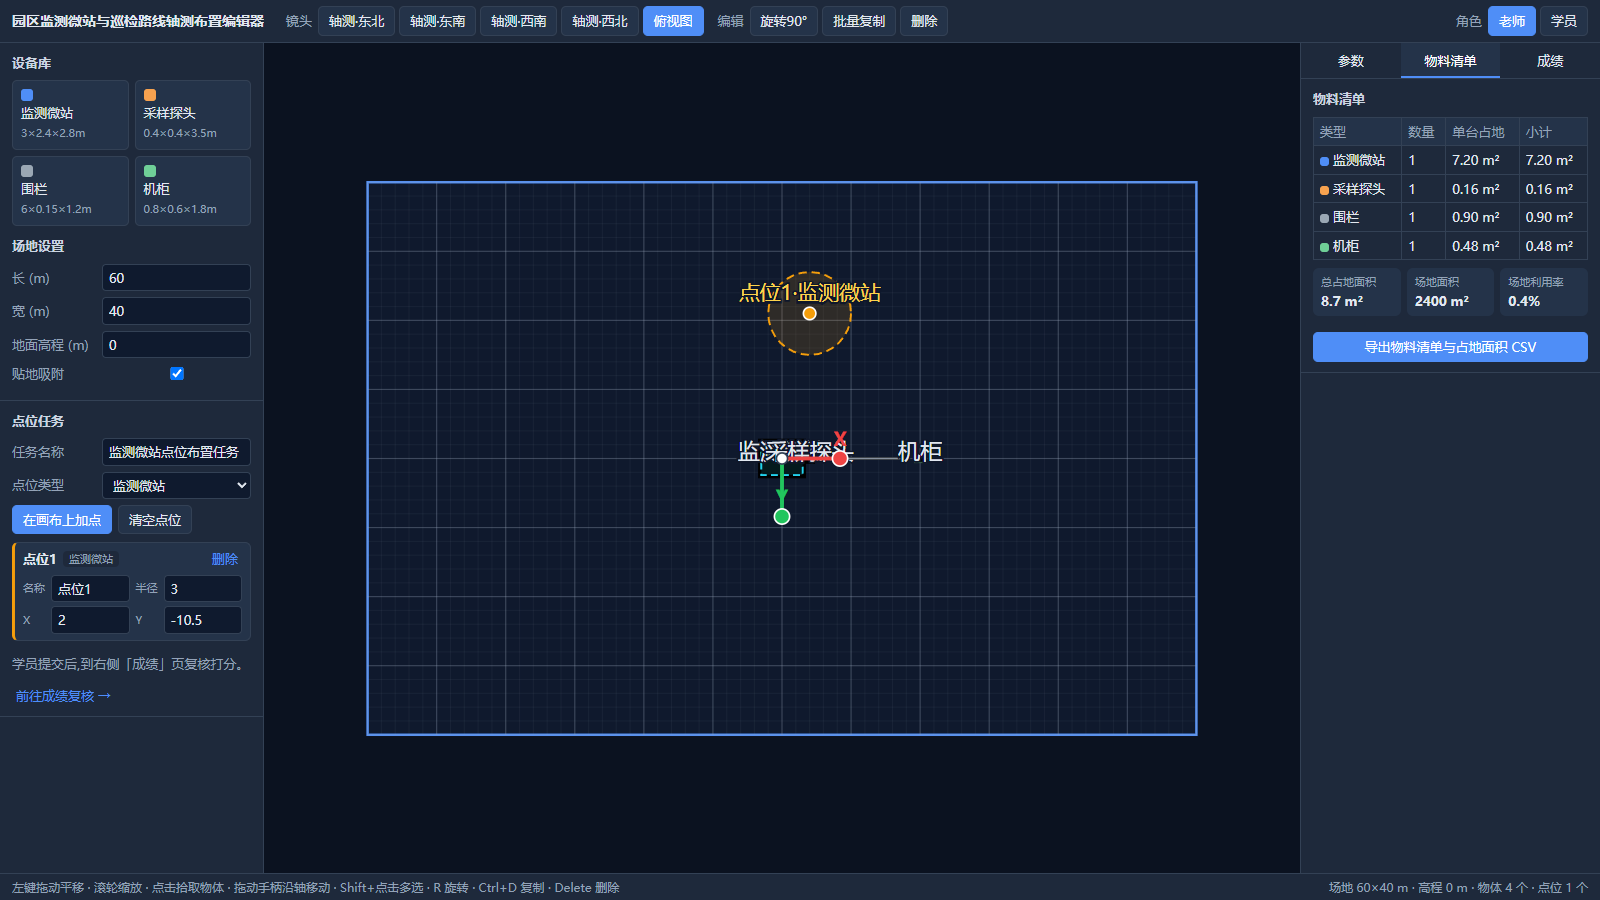 园区监测微站与巡检路线轴测布置编辑器
镜头
轴测·东北
轴测·东南
轴测·西南
轴测·西北
俯视图
编辑
旋转90°
批量复制
删除
角色
老师
学员
设备库
监测微站
3×2.4×2.8m
采样探头
0.4×0.4×3.5m
围栏
6×0.15×1.2m
机柜
0.8×0.6×1.8m
场地设置
长 (m)
60
宽 (m)
40
地面高程 (m)
0
贴地吸附
点位任务
任务名称
监测微站点位布置任务
点位类型
监测微站
在画布上加点
清空点位
点位1
监测微站
删除
名称
点位1
半径
3
X
2
Y
-10.5
学员提交后,到右侧「成绩」页复核打分。
前往成绩复核 →
点位1·监测微站
采样探头
X
Y
机柜
参数
物料清单
成绩
物料清单
类型 数量 单台占地 小计
监测微站 1 7.20 m² 7.20 m²
采样探头 1 0.16 m² 0.16 m²
围栏 1 0.90 m² 0.90 m²
机柜 1 0.48 m² 0.48 m²
总占地面积
8.7 m²
场地面积
2400 m²
场地利用率
0.4%
导出物料清单与占地面积 CSV
左键拖动平移 · 滚轮缩放 · 点击拾取物体 · 拖动手柄沿轴移动 · Shift+点击多选 · R 旋转 · Ctrl+D 复制 · Delete 删除
场地 60×40 m · 高程 0 m · 物体 4 个 · 点位 1 个